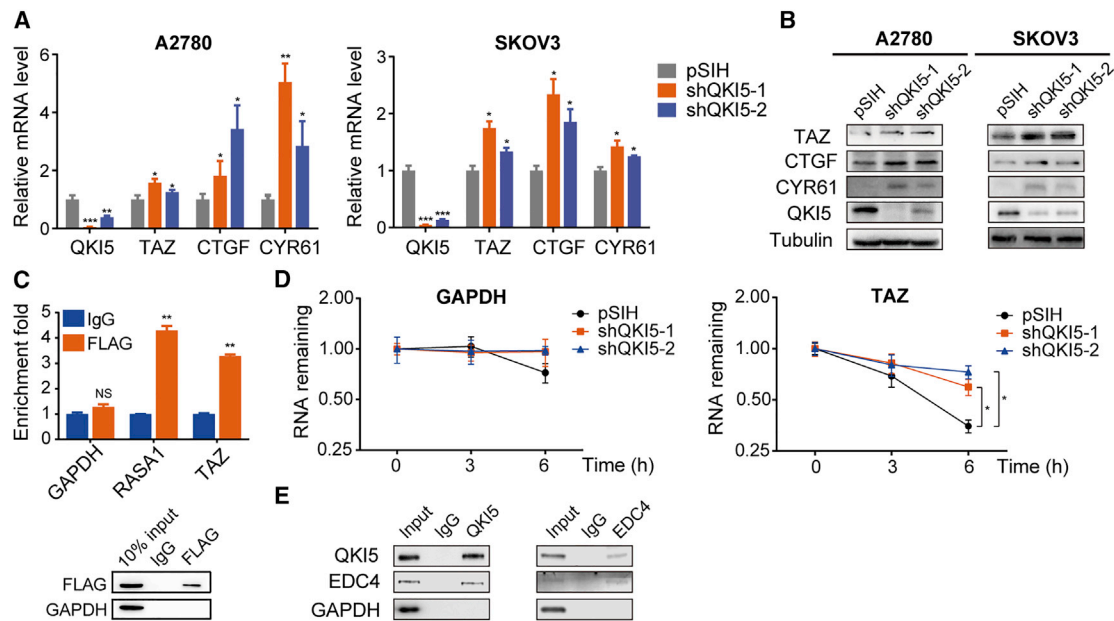 A
A2780
Relative mRNA level
6
4
2
0
***
**
*
*
*
*
**
*
QKI5 TAZ CTGF CYR61
SKOV3
Relative mRNA level
3
2
1
0
***
***
*
*
*
*
*
*
QKI5 TAZ CTGF CYR61
pSIH
shQKI5-1
shQKI5-2
B
A2780 SKOV3
pSIH shQKI5-1 shQKI5-2 pSIH shQKI5-1 shQKI5-2
TAZ
CTGF
CYR61
QKI5
Tubulin
C
Enrichment fold
5
4
3
2
1
0
IgG
FLAG
NS
**
**
GAPDH RASA1 TAZ
10% input IgG FLAG
FLAG
GAPDH
D
GAPDH
RNA remaining
2.00
1.00
0.50
0.25
pSIH
shQKI5-1
shQKI5-2
0 3 6 Time (h)
TAZ
RNA remaining
2.00
1.00
0.50
0.25
pSIH
shQKI5-1
shQKI5-2
*
*
0 3 6 Time (h)
E
Input IgG QKI5 Input IgG EDC4
QKI5
EDC4
GAPDH